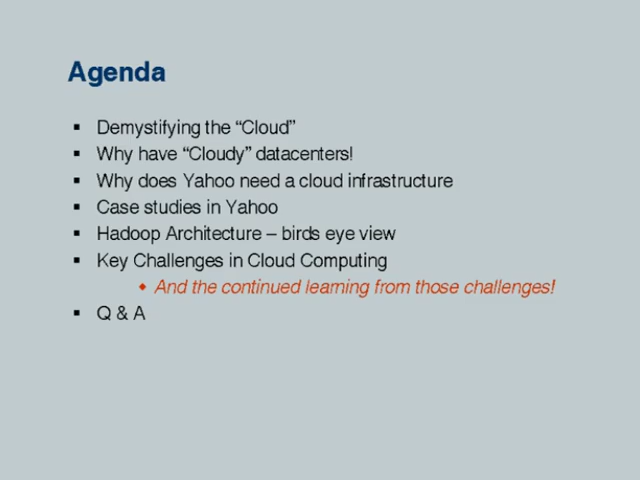 Agenda
▪ Demystifying the “Cloud”
▪ Why have “Cloudy” datacenters!
▪ Why does Yahoo need a cloud infrastructure
▪ Case studies in Yahoo
▪ Hadoop Architecture – birds eye view
▪ Key Challenges in Cloud Computing
◆ And the continued learning from those challenges!
▪ Q & A